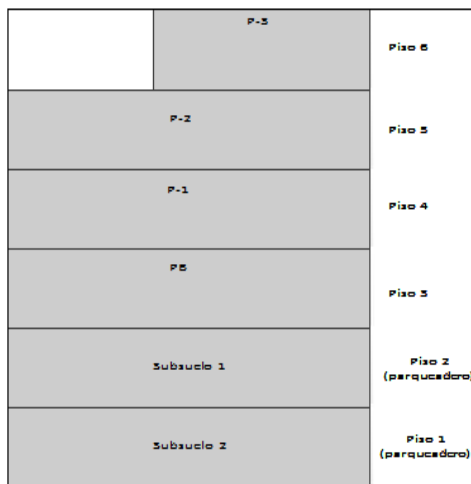 P-3
Piso 6
P-2
Piso 5
P-1
Piso 4
PB
Piso 3
Subsuelo 1
Piso 2
(parqueadero)
Subsuelo 2
Piso 1
(parqueadero)